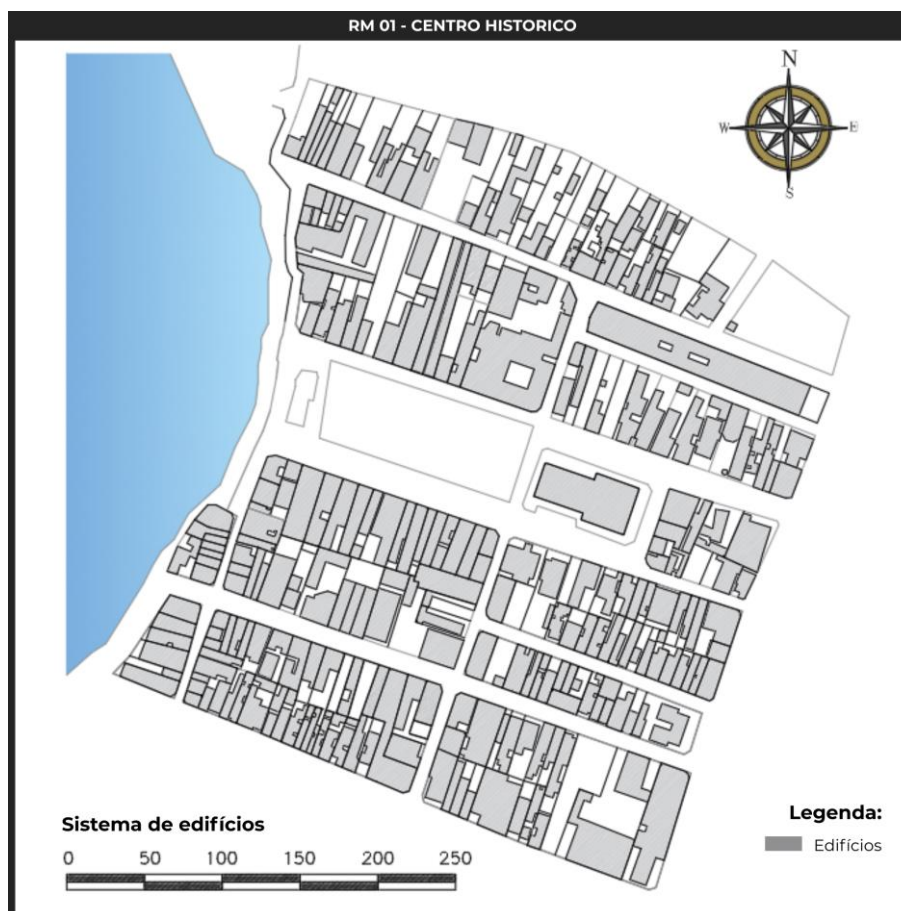 RM 01 - CENTRO HISTORICO
N
W
E
S
Sistema de edifícios
0 50 100 150 200 250
Legenda:
Edifícios